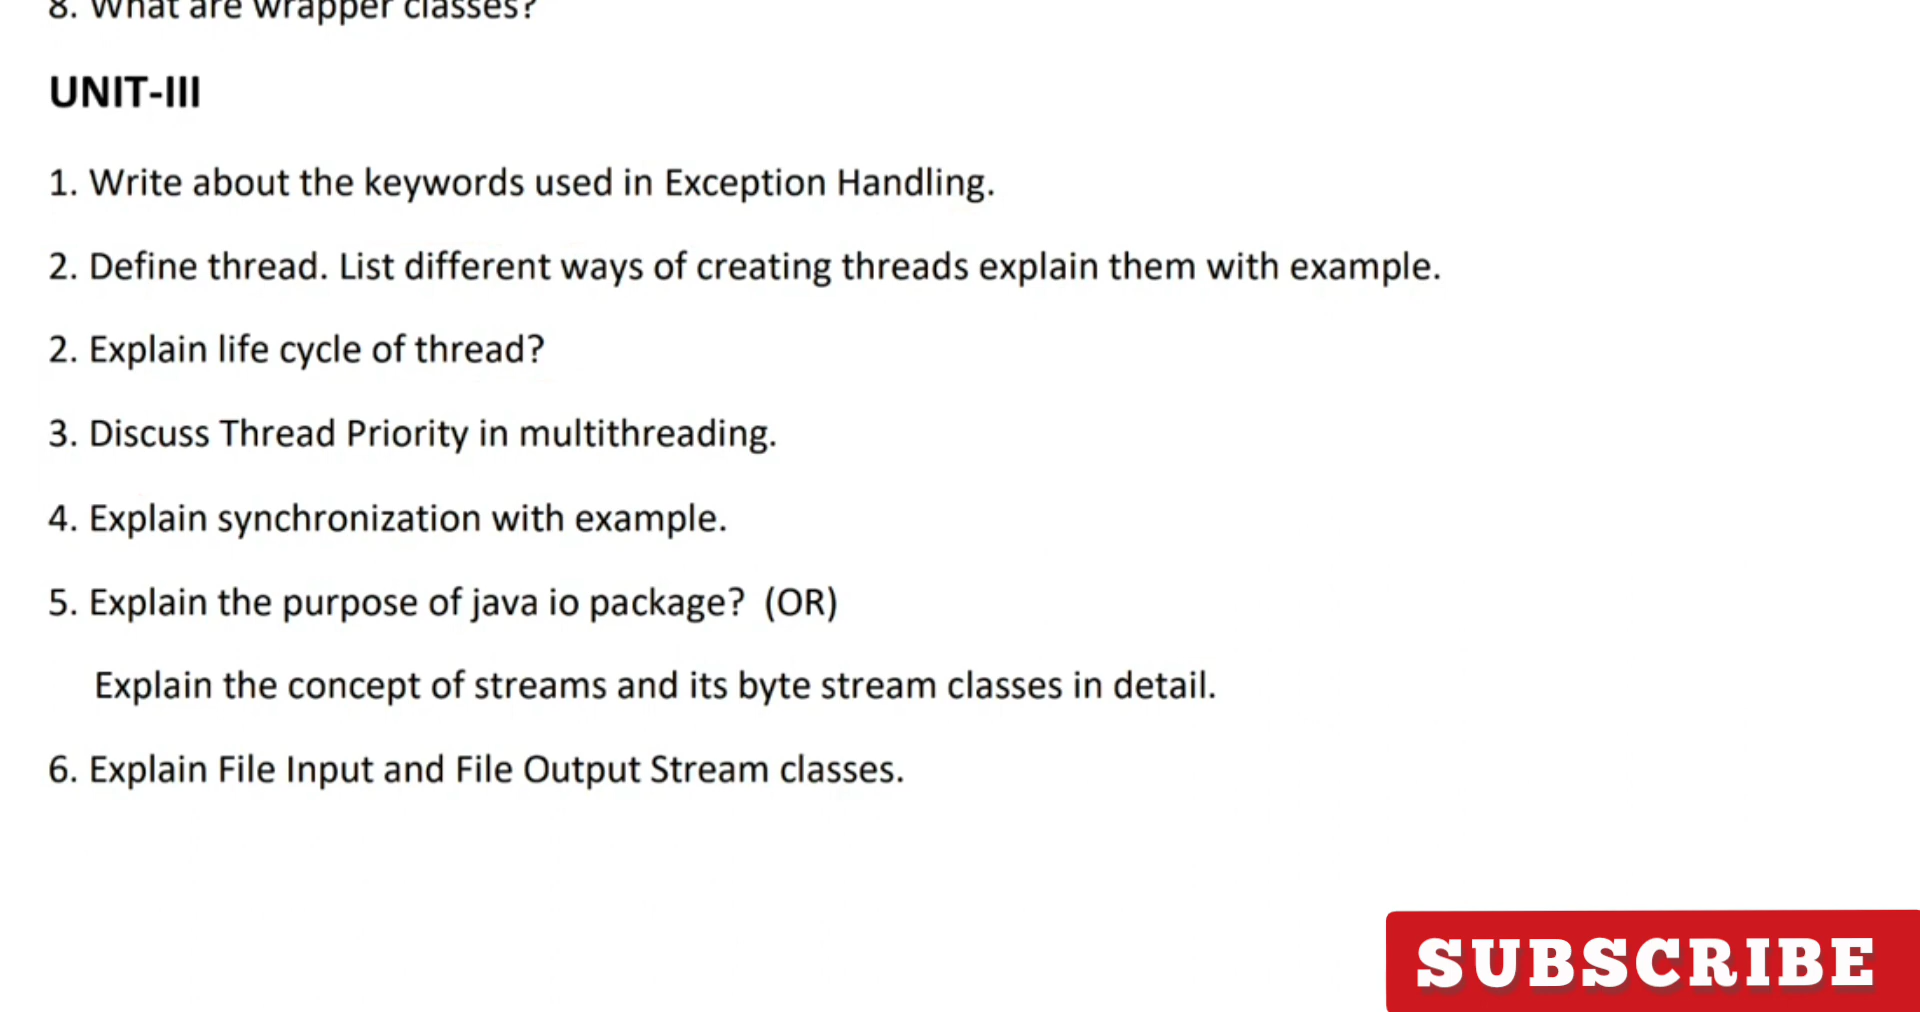 8. What are wrapper classes?
UNIT-III
1. Write about the keywords used in Exception Handling.
2. Define thread. List different ways of creating threads explain them with example.
2. Explain life cycle of thread?
3. Discuss Thread Priority in multithreading.
4. Explain synchronization with example.
5. Explain the purpose of java io package? (OR)
Explain the concept of streams and its byte stream classes in detail.
6. Explain File Input and File Output Stream classes.
SUBSCRIBE